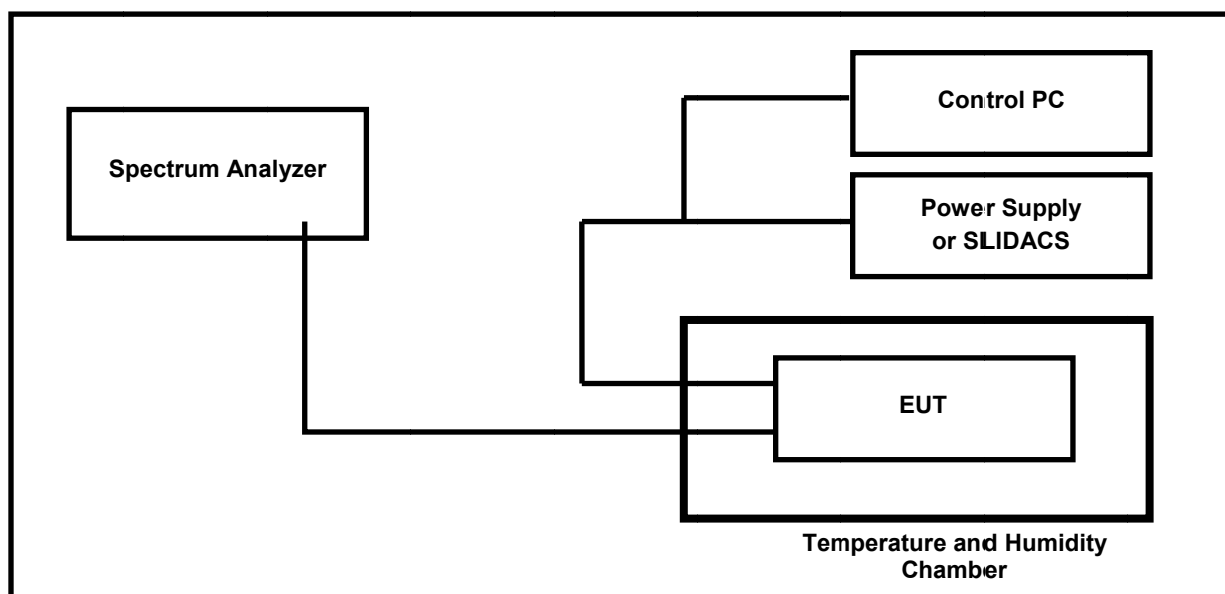 Control PC
Spectrum Analyzer
Power Supply
or SLIDACS
EUT
Temperature and Humidity
Chamber